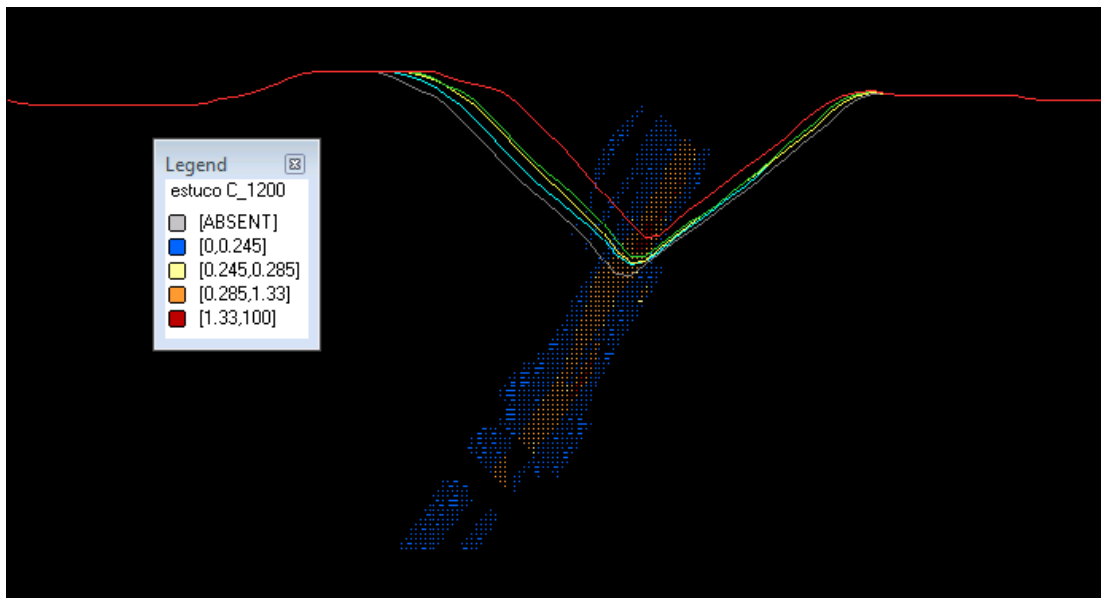 Legend
estuco C_1200
[ABSENT]
[0,0.245]
[0.245,0.285]
[0.285,1.33]
[1.33,100]